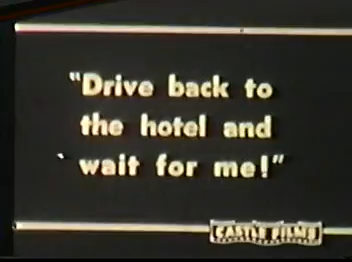 "Drive back to
the hotel and
wait for me!"
CASTLE FILMS